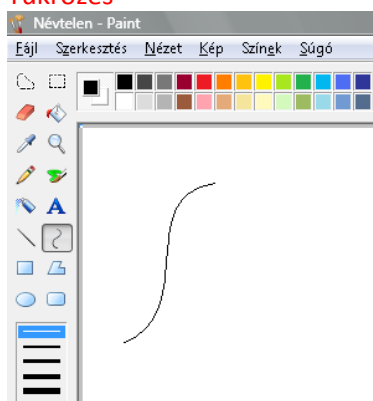 Tükrözés
Névtelen - Paint
Fájl Szerkesztés Nézet Kép Színek Súgó
A